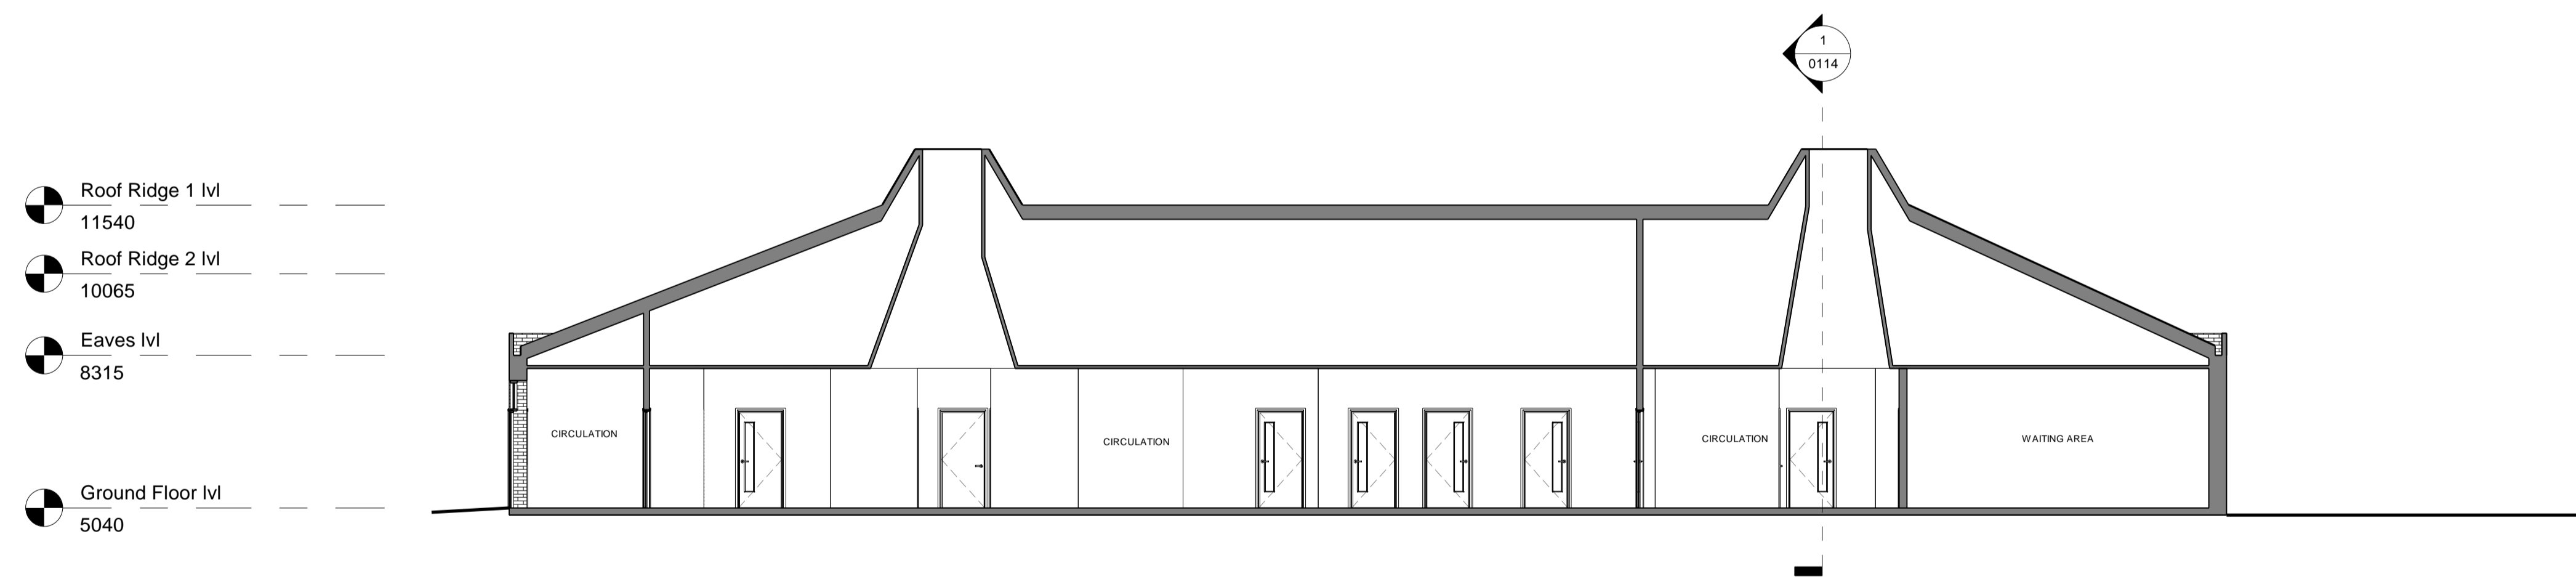 1
0114
Roof Ridge 1 lvl
11540
Roof Ridge 2 lvl
10065
Eaves lvl
8315
CIRCULATION
CIRCULATION
CIRCULATION
WAITING AREA
Ground Floor lvl
5040